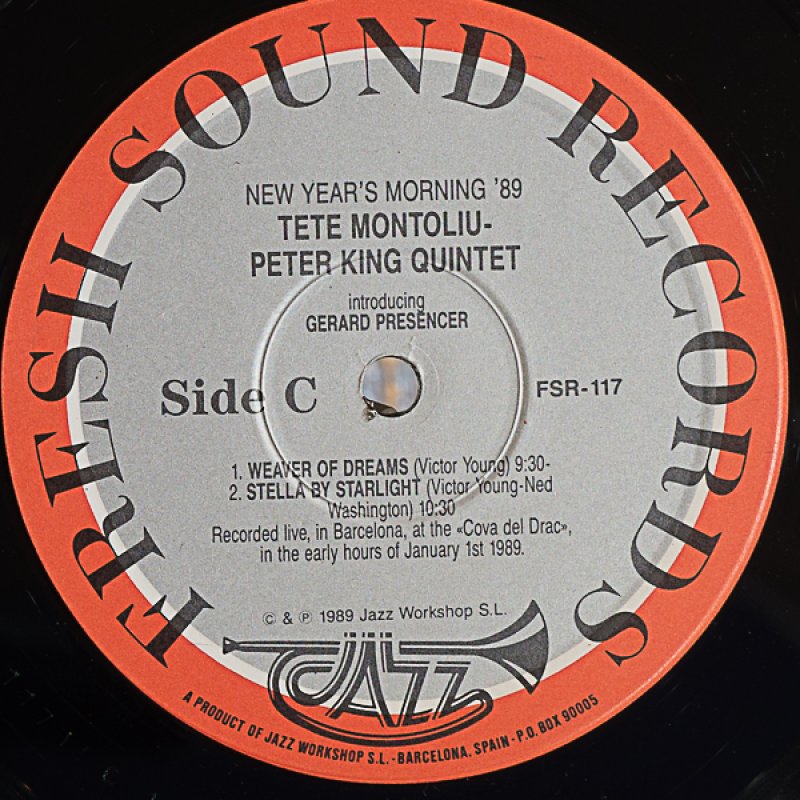 FRESH SOUND RECORDS
NEW YEAR'S MORNING '89
TETE MONTOLIU-
PETER KING QUINTET
introducing
GERARD PRESENCER
Side C
FSR-117
1. WEAVER OF DREAMS (Victor Young) 9:30-
2. STELLA BY STARLIGHT (Victor Young-Ned
Washington) 10:30
Recorded live, in Barcelona, at the «Cova del Drac»,
in the early hours of January 1st 1989.
© & ℗ 1989 Jazz Workshop S.L.
JAZZ
A PRODUCT OF JAZZ WORKSHOP S.L. - BARCELONA. SPAIN - P.O. BOX 90005